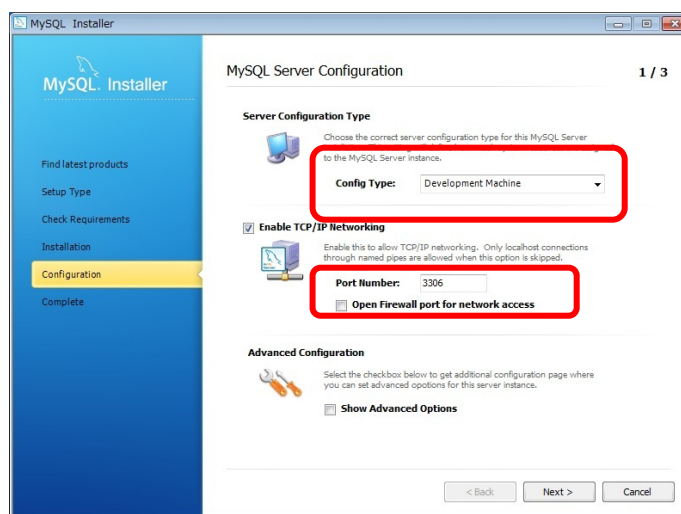 MySQL Installer
MySQL. Installer
Find latest products
Setup Type
Check Requirements
Installation
Configuration
Complete
MySQL Server Configuration
1 / 3
Server Configuration Type
Choose the correct server configuration type for this MySQL Server
to the MySQL Server instance.
Config Type: Development Machine
Enable TCP/IP Networking
Enable this to allow TCP/IP networking. Only localhost connections
through named pipes are allowed when this option is skipped.
Port Number: 3306
Open Firewall port for network access
Advanced Configuration
Select the checkbox below to get additional configuration page where
you can set advanced opotions for this server instance.
Show Advanced Options
< Back Next > Cancel